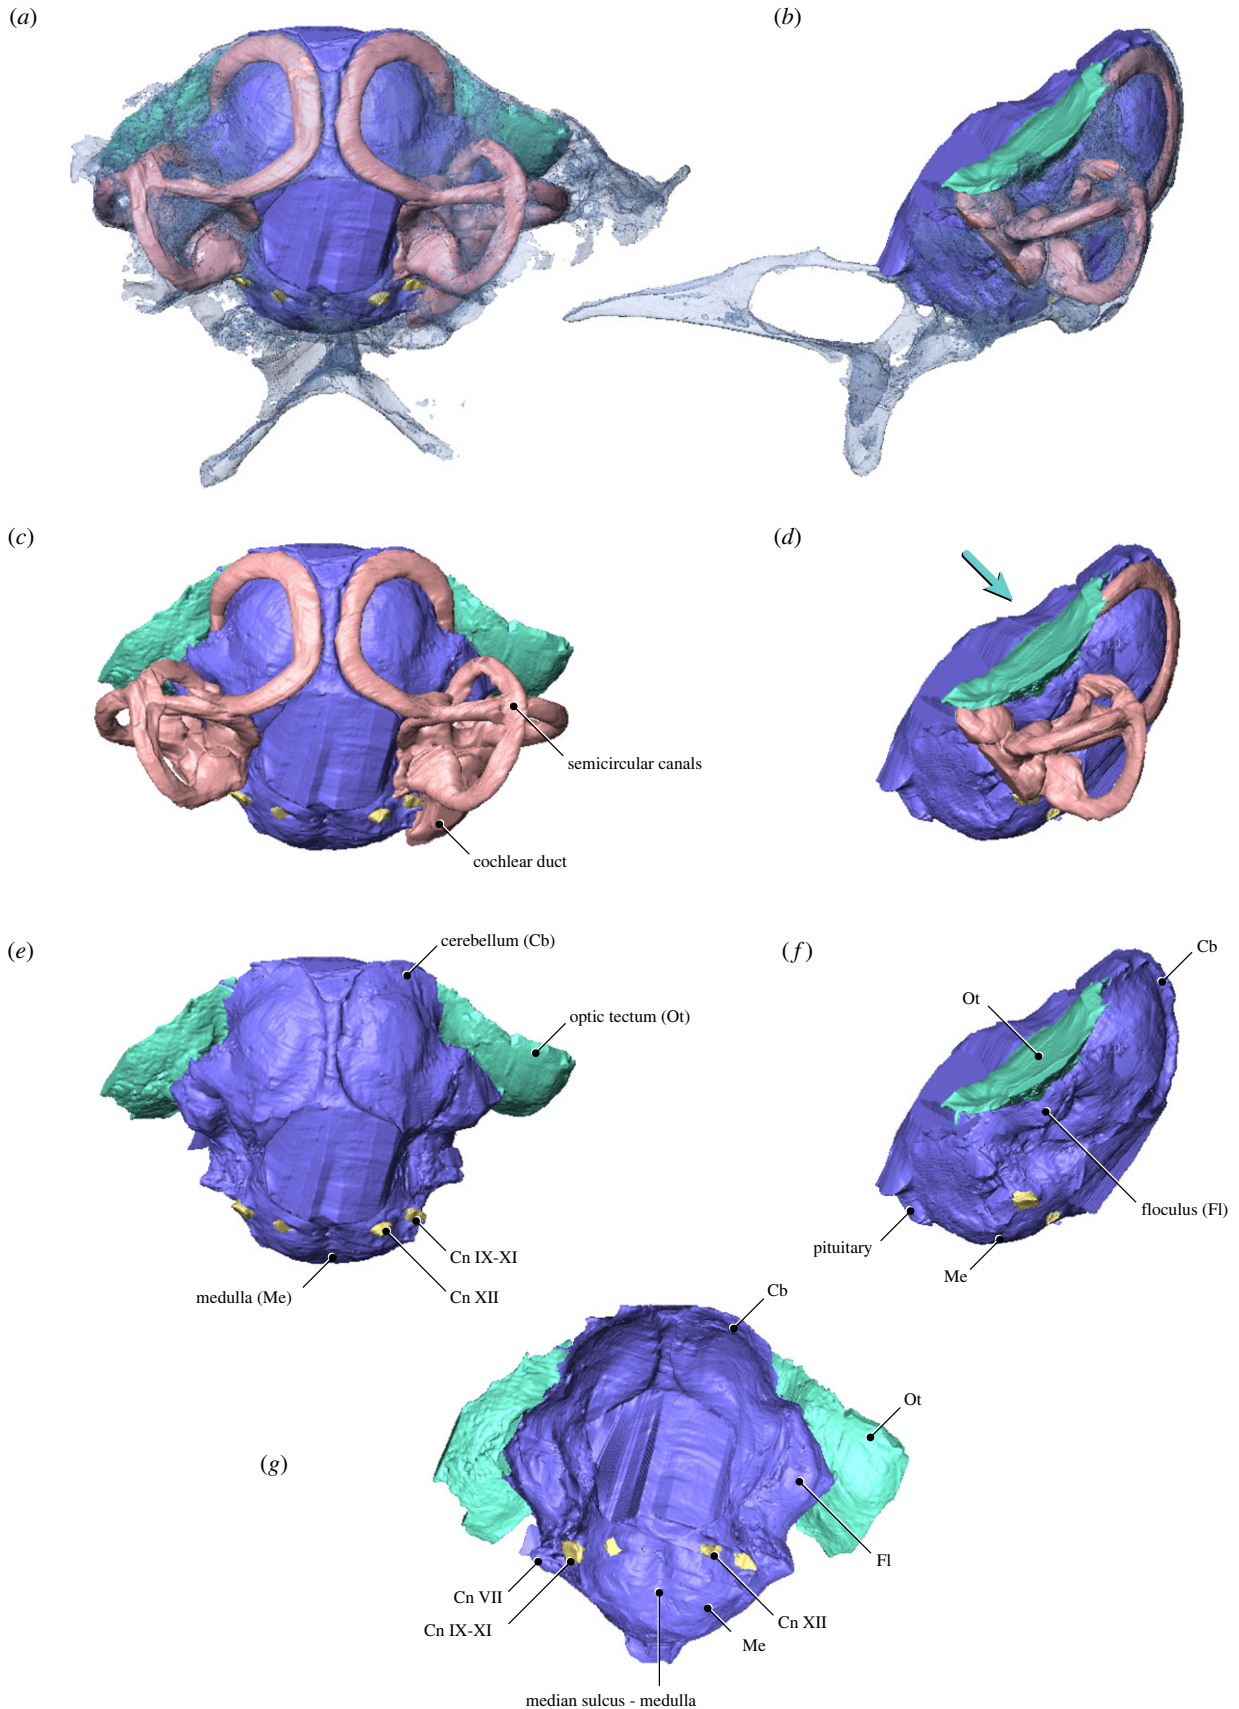 (a)
(b)
(c)
(d)
semicircular canals
cochlear duct
(e)
(f)
cerebellum (Cb)
Cb
Ot
optic tectum (Ot)
floculus (Fl)
pituitary
Cn IX-XI
Me
medulla (Me)
Cn XII
Cb
Ot
(g)
Fl
Cn VII
Cn XII
Cn IX-XI
Me
median sulcus - medulla